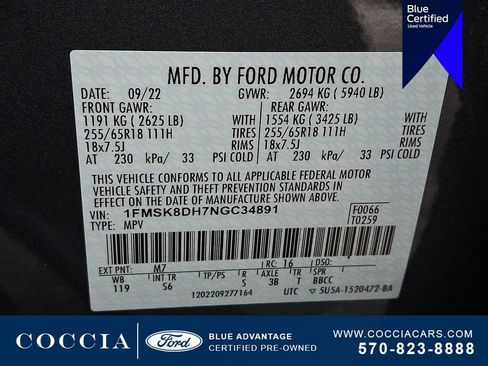 Blue
Certified
MFD. BY FORD MOTOR CO.
DATE: 09/22 GVWR: 2694 KG ( 5940 LB)
FRONT GAWR: REAR GAWR:
1191 KG ( 2625 LB) 1554 KG ( 3425 LB)
255/65R18 111H TIRES 255/65R18 111H TIRES
18x7.5J RIMS 18x7.5J RIMS
AT 230 kPa/ 33 PSI COLD AT 230 kPa/ 33 PSI COLD
THIS VEHICLE CONFORMS TO ALL APPLICABLE FEDERAL MOTOR
VEHICLE SAFETY AND THEFT PREVENTION STANDARDS IN EFFECT
ON THE DATE OF MANUFACTURE SHOWN ABOVE.
VIN: 1FMSK8DH7NGC34891 F0066
TYPE: MPV T0259
EXT PNT: M7 RC: 16 DSO:
WB INT TR TP/PS R AXLE T SPR
119 S6 S 3B T BBCC
1202209277164 UTC 5U5A-1520472-BA
COCCIA Ford BLUE ADVANTAGE
CERTIFIED PRE-OWNED
WWW.COCCIACARS.COM
570-823-8888